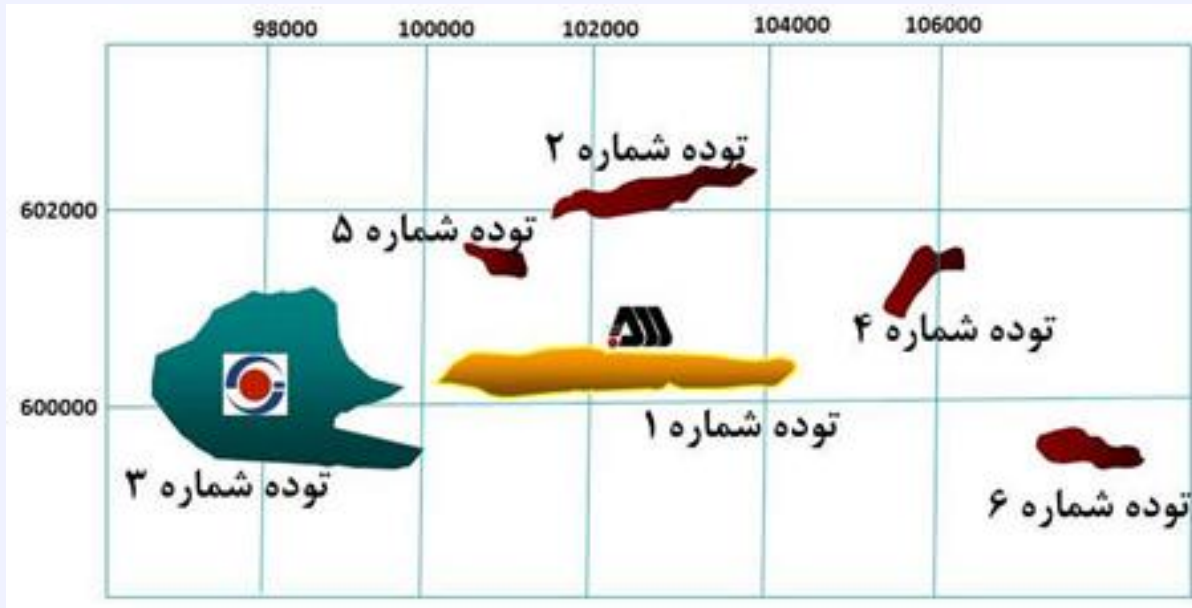 98000 100000 102000 104000 106000
توده شماره ۲
602000
توده شماره ۵
توده شماره ۴
600000
توده شماره ۱
توده شماره ۳
توده شماره ۶